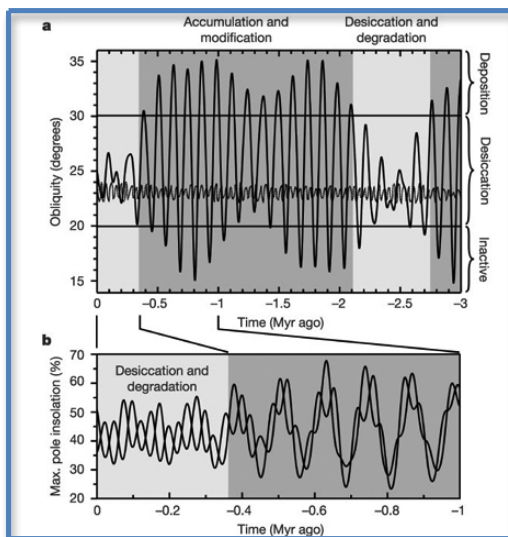 a
Accumulation and
modification
Desiccation and
degradation
35
30
25
20
15
Obliquity (degrees)
Deposition
Desiccation
Inactive
0 –0.5 –1 –1.5 –2 –2.5 –3
Time (Myr ago)
b
70
60
50
40
30
20
Max. pole insolation (%)
Desiccation and
degradation
0 –0.2 –0.4 –0.6 –0.8 –1
Time (Myr ago)